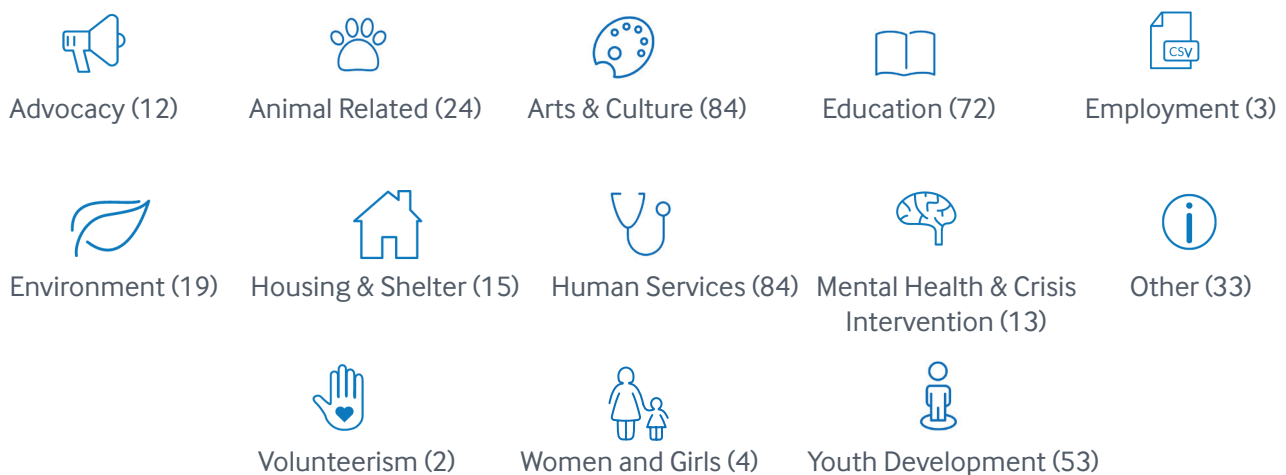 CSV
Advocacy (12)
Animal Related (24)
Arts & Culture (84)
Education (72)
Employment (3)
Environment (19)
Housing & Shelter (15)
Human Services (84)
Mental Health & Crisis
Intervention (13)
Other (33)
Volunteerism (2)
Women and Girls (4)
Youth Development (53)